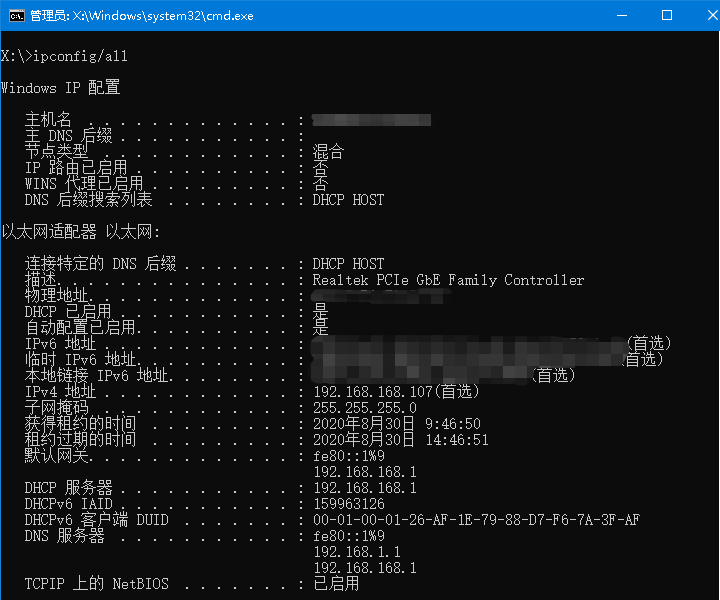 管理员: X:\Windows\system32\cmd.exe
X:\>ipconfig/all
Windows IP 配置
主机名 . . . . . . . . . . . . . :
主 DNS 后缀 . . . . . . . . . . . :
节点类型 . . . . . . . . . . . . : 混合
IP 路由已启用 . . . . . . . . . . : 否
WINS 代理已启用 . . . . . . . . . : 否
DNS 后缀搜索列表 . . . . . . . . : DHCP HOST
以太网适配器 以太网:
连接特定的 DNS 后缀 . . . . . . . : DHCP HOST
描述. . . . . . . . . . . . . . . : Realtek PCIe GbE Family Controller
物理地址. . . . . . . . . . . . . :
DHCP 已启用 . . . . . . . . . . . : 是
自动配置已启用. . . . . . . . . . : 是
IPv6 地址 . . . . . . . . . . . . : (首选)
临时 IPv6 地址. . . . . . . . . . : (首选)
本地链接 IPv6 地址. . . . . . . . : (首选)
IPv4 地址 . . . . . . . . . . . . : 192.168.168.107(首选)
子网掩码 . . . . . . . . . . . . : 255.255.255.0
获得租约的时间 . . . . . . . . . : 2020年8月30日 9:46:50
租约过期的时间 . . . . . . . . . : 2020年8月30日 14:46:51
默认网关. . . . . . . . . . . . . : fe80::1%9
192.168.168.1
DHCP 服务器 . . . . . . . . . . . : 192.168.168.1
DHCPv6 IAID . . . . . . . . . . . : 159963126
DHCPv6 客户端 DUID . . . . . . . : 00-01-00-01-26-AF-1E-79-88-D7-F6-7A-3F-AF
DNS 服务器 . . . . . . . . . . . : fe80::1%9
192.168.1.1
192.168.168.1
TCPIP 上的 NetBIOS . . . . . . . : 已启用